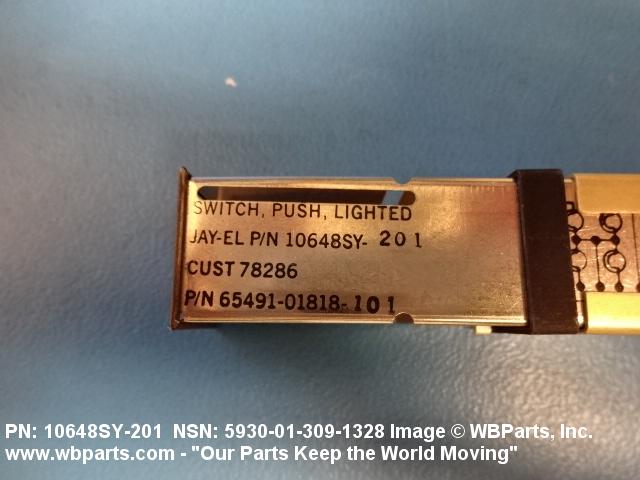 SWITCH, PUSH, LIGHTED
JAY-EL P/N 10648SY- 201
CUST 78286
P/N 65491-01818-101
PN: 10648SY-201 NSN: 5930-01-309-1328 Image © WBParts, Inc.
www.wbparts.com - "Our Parts Keep the World Moving"